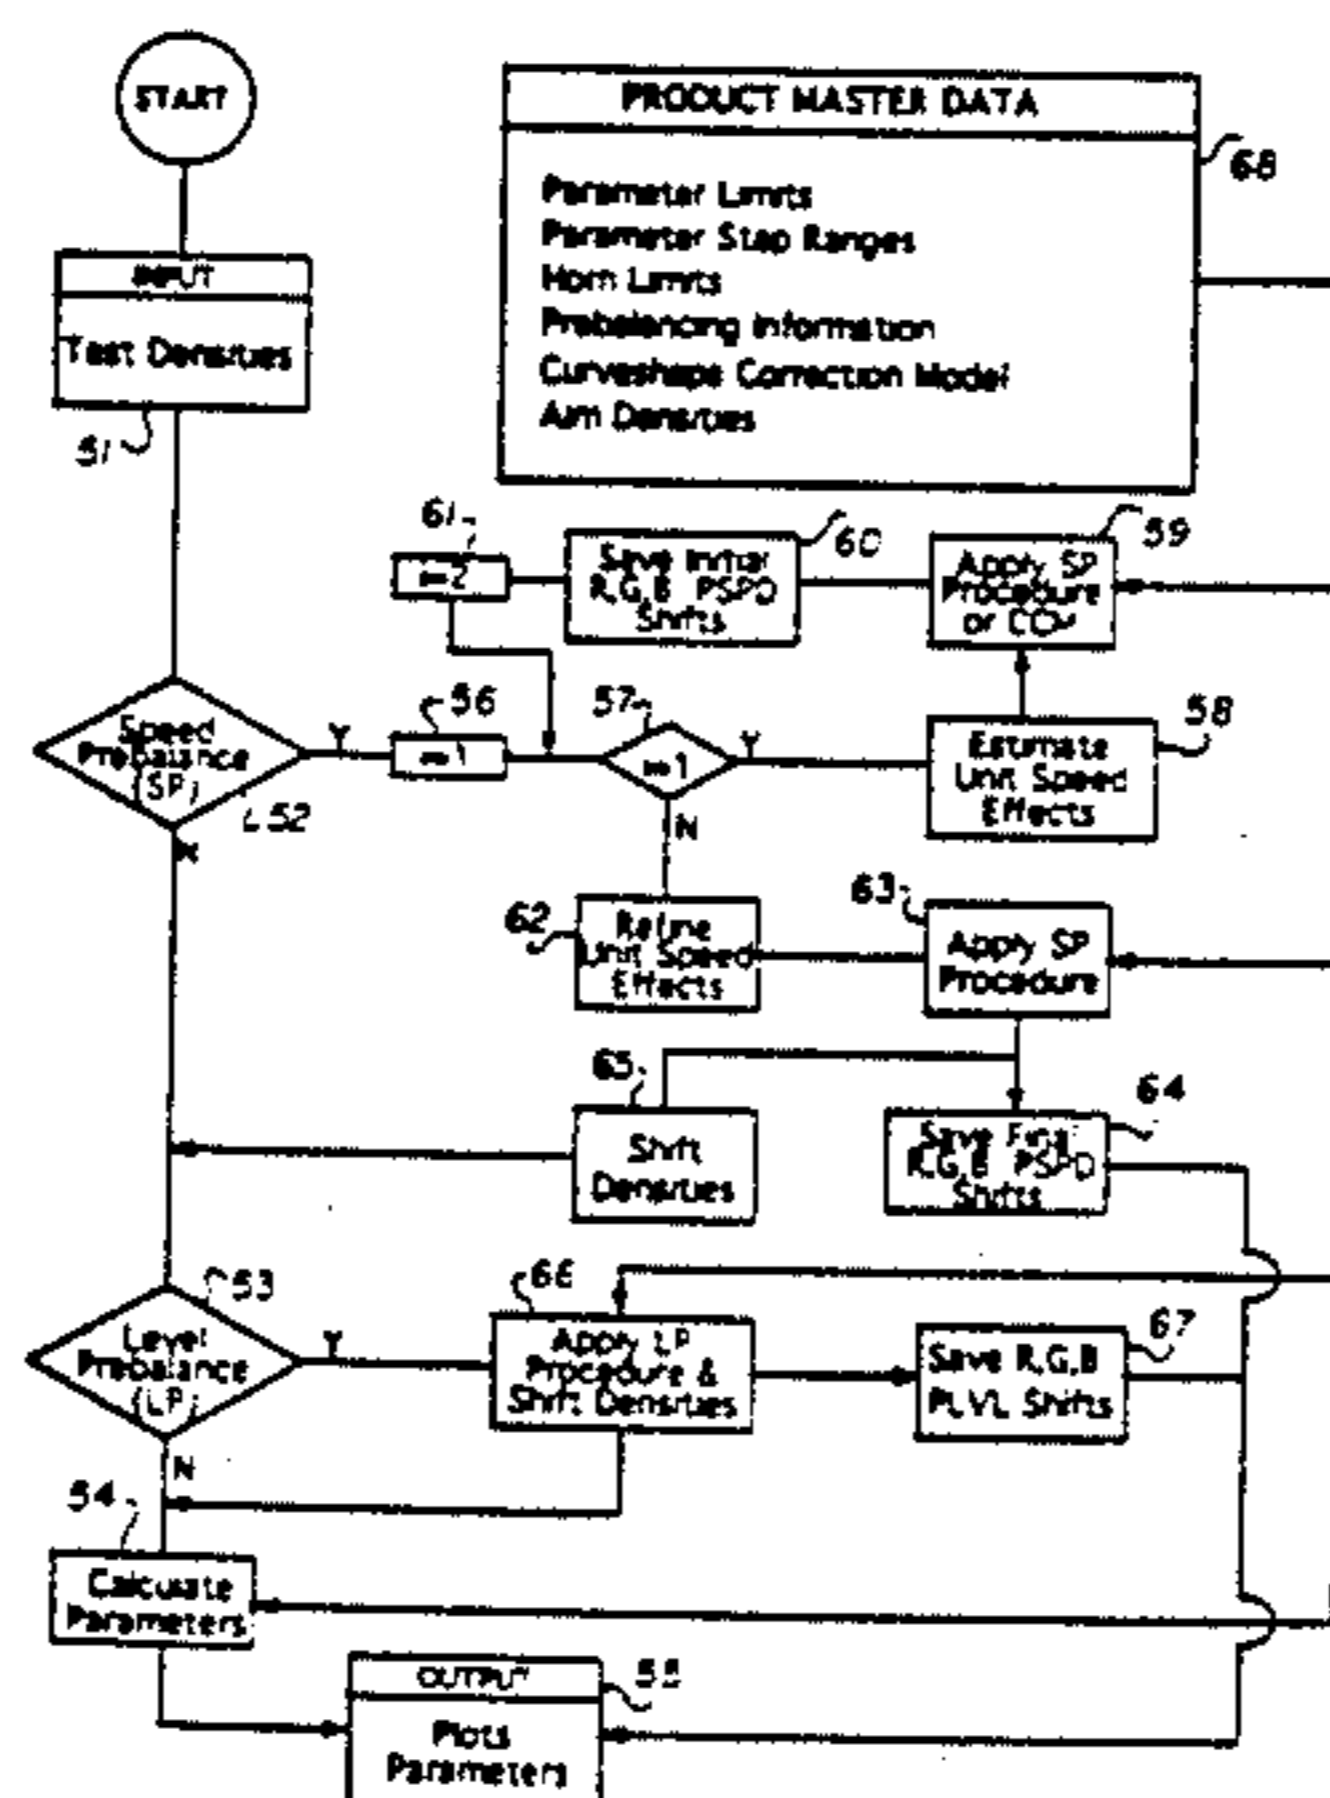 START
PRODUCT MASTER DATA
68
Parameter Limits
Parameter Step Ranges
Horn Limits
Prebalancing Information
Curveshape Correction Model
Aim Densities
INPUT
Test Densities
51
61
60
59
i=2
Save Initial
R,G,B PSPD
Shifts
Apply SP
Procedure
or CCM
56
57
58
Speed
Prebalance
(SP)
Y
i=1
i=1
Y
Estimate
Unit Speed
Effects
52
N
N
62
63
Refine
Unit Speed
Effects
Apply SP
Procedure
65
64
Shift
Densities
Save Final
R,G,B PSPD
Shifts
53
66
67
Level
Prebalance
(LP)
Y
Apply LP
Procedure &
Shift Densities
Save R,G,B
PLVL Shifts
N
54
Calculate
Parameters
OUTPUT
55
Plots
Parameters